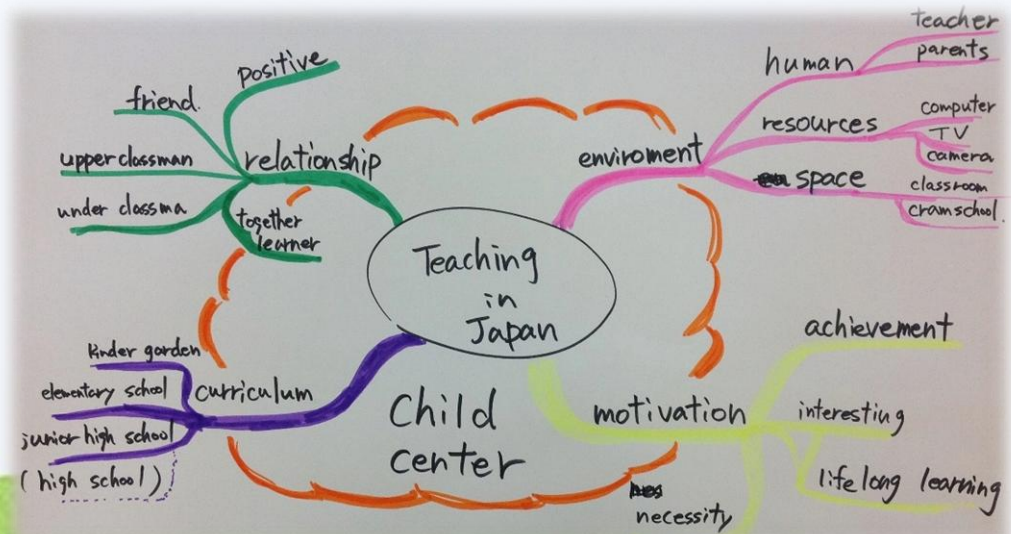 Teaching
in
Japan
Child
center
relationship
positive
friend.
upper classman
under classma
together
learner
enviroment
human
teacher
parents
resources
computer
TV
camera
space
classroom
cramschool.
curriculum
kinder garden
elementary school
junior high school
(high school)
motivation
achievement
interesting
life long learning
necessity